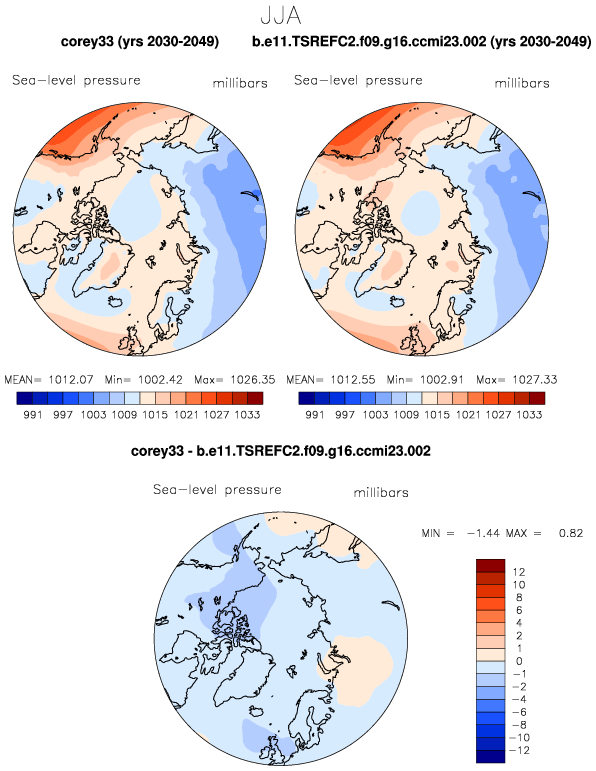 JJA
corey33 (yrs 2030-2049) b.e11.TSREFC2.f09.g16.ccmi23.002 (yrs 2030-2049)
Sea-level pressure millibars Sea-level pressure millibars
MEAN= 1012.07 Min= 1002.42 Max= 1026.35 MEAN= 1012.55 Min= 1002.91 Max= 1027.33
991 997 1003 1009 1015 1021 1027 1033 991 997 1003 1009 1015 1021 1027 1033
corey33 - b.e11.TSREFC2.f09.g16.ccmi23.002
Sea-level pressure millibars
MIN = -1.44 MAX = 0.82
12
10
8
6
4
2
1
0
-1
-2
-4
-6
-8
-10
-12